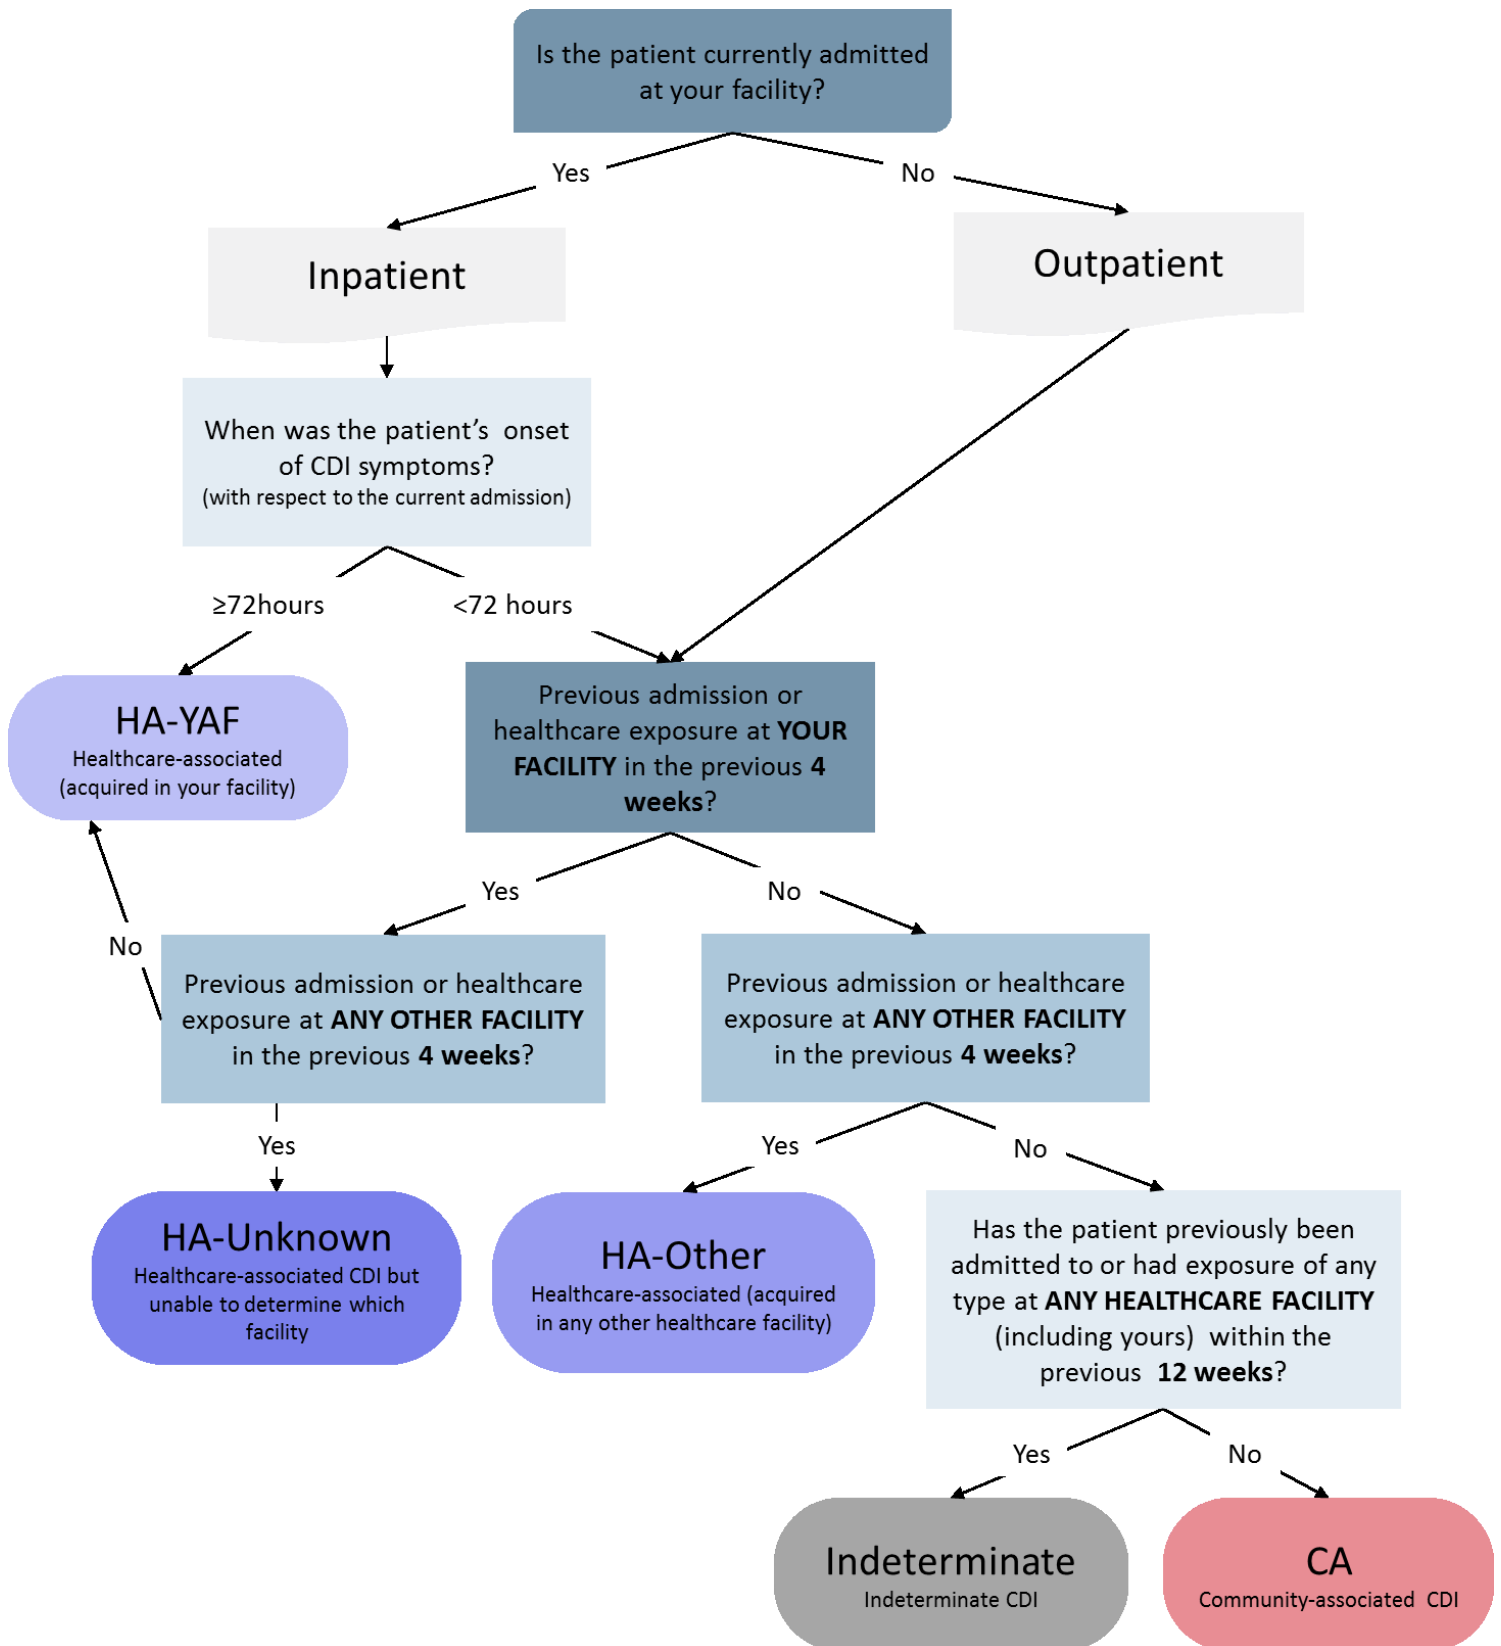 Is the patient currently admitted
at your facility?
Yes
No
Inpatient
Outpatient
When was the patient’s onset
of CDI symptoms?
(with respect to the current admission)
≥72hours
<72 hours
HA-YAF
Healthcare-associated
(acquired in your facility)
Previous admission or
healthcare exposure at YOUR
FACILITY in the previous 4
weeks?
Yes
No
No
Previous admission or healthcare
exposure at ANY OTHER FACILITY
in the previous 4 weeks?
Previous admission or healthcare
exposure at ANY OTHER FACILITY
in the previous 4 weeks?
Yes
Yes
No
HA-Unknown
Healthcare-associated CDI but
unable to determine which
facility
HA-Other
Healthcare-associated (acquired
in any other healthcare facility)
Has the patient previously been
admitted to or had exposure of any
type at ANY HEALTHCARE FACILITY
(including yours) within the
previous 12 weeks?
Yes
No
Indeterminate
Indeterminate CDI
CA
Community-associated CDI